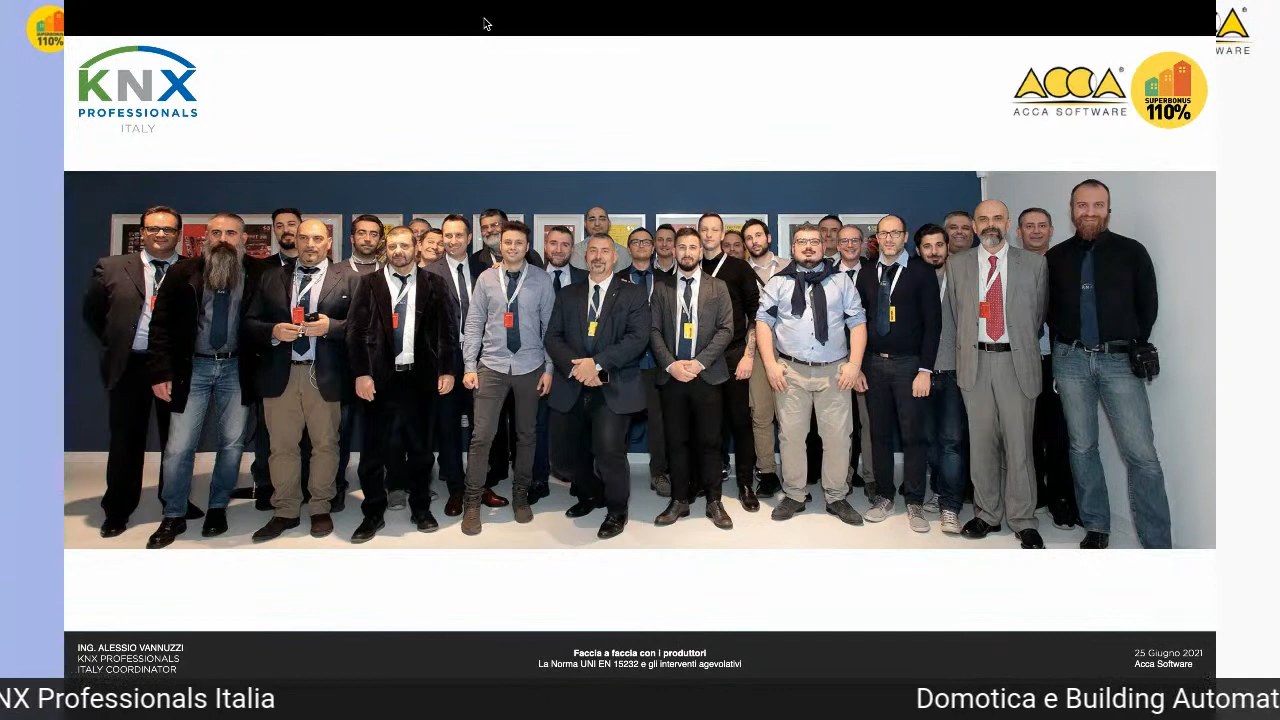 SUPERBONUS
110%
KNX
PROFESSIONALS
ITALY
ACCA®
ACCA SOFTWARE
SUPERBONUS
110%
®
WARE
ING. ALESSIO VANNUZZI
KNX PROFESSIONALS
ITALY COORDINATOR
Faccia a faccia con i produttori
La Norma UNI EN 15232 e gli interventi agevolativi
25 Giugno 2021
Acca Software
NX Professionals Italia
Domotica e Building Automat